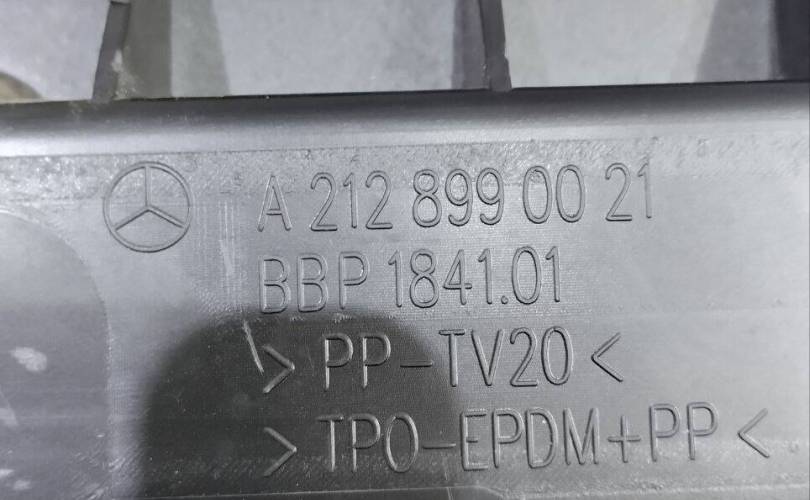 A 212 899 00 21
BBP 1841.01
> PP-TV20 <
> TPO-EPDM+PP <